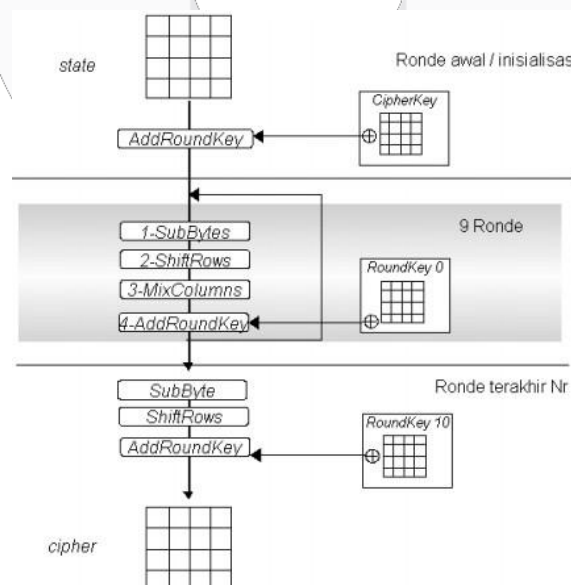 state
Ronde awal / inisialisas
CipherKey
AddRoundKey
9 Ronde
1-SubBytes
2-ShiftRows
RoundKey 0
3-MixColumns
4-AddRoundKey
Ronde terakhir Nr
SubByte
ShiftRows
RoundKey 10
AddRoundKey
cipher